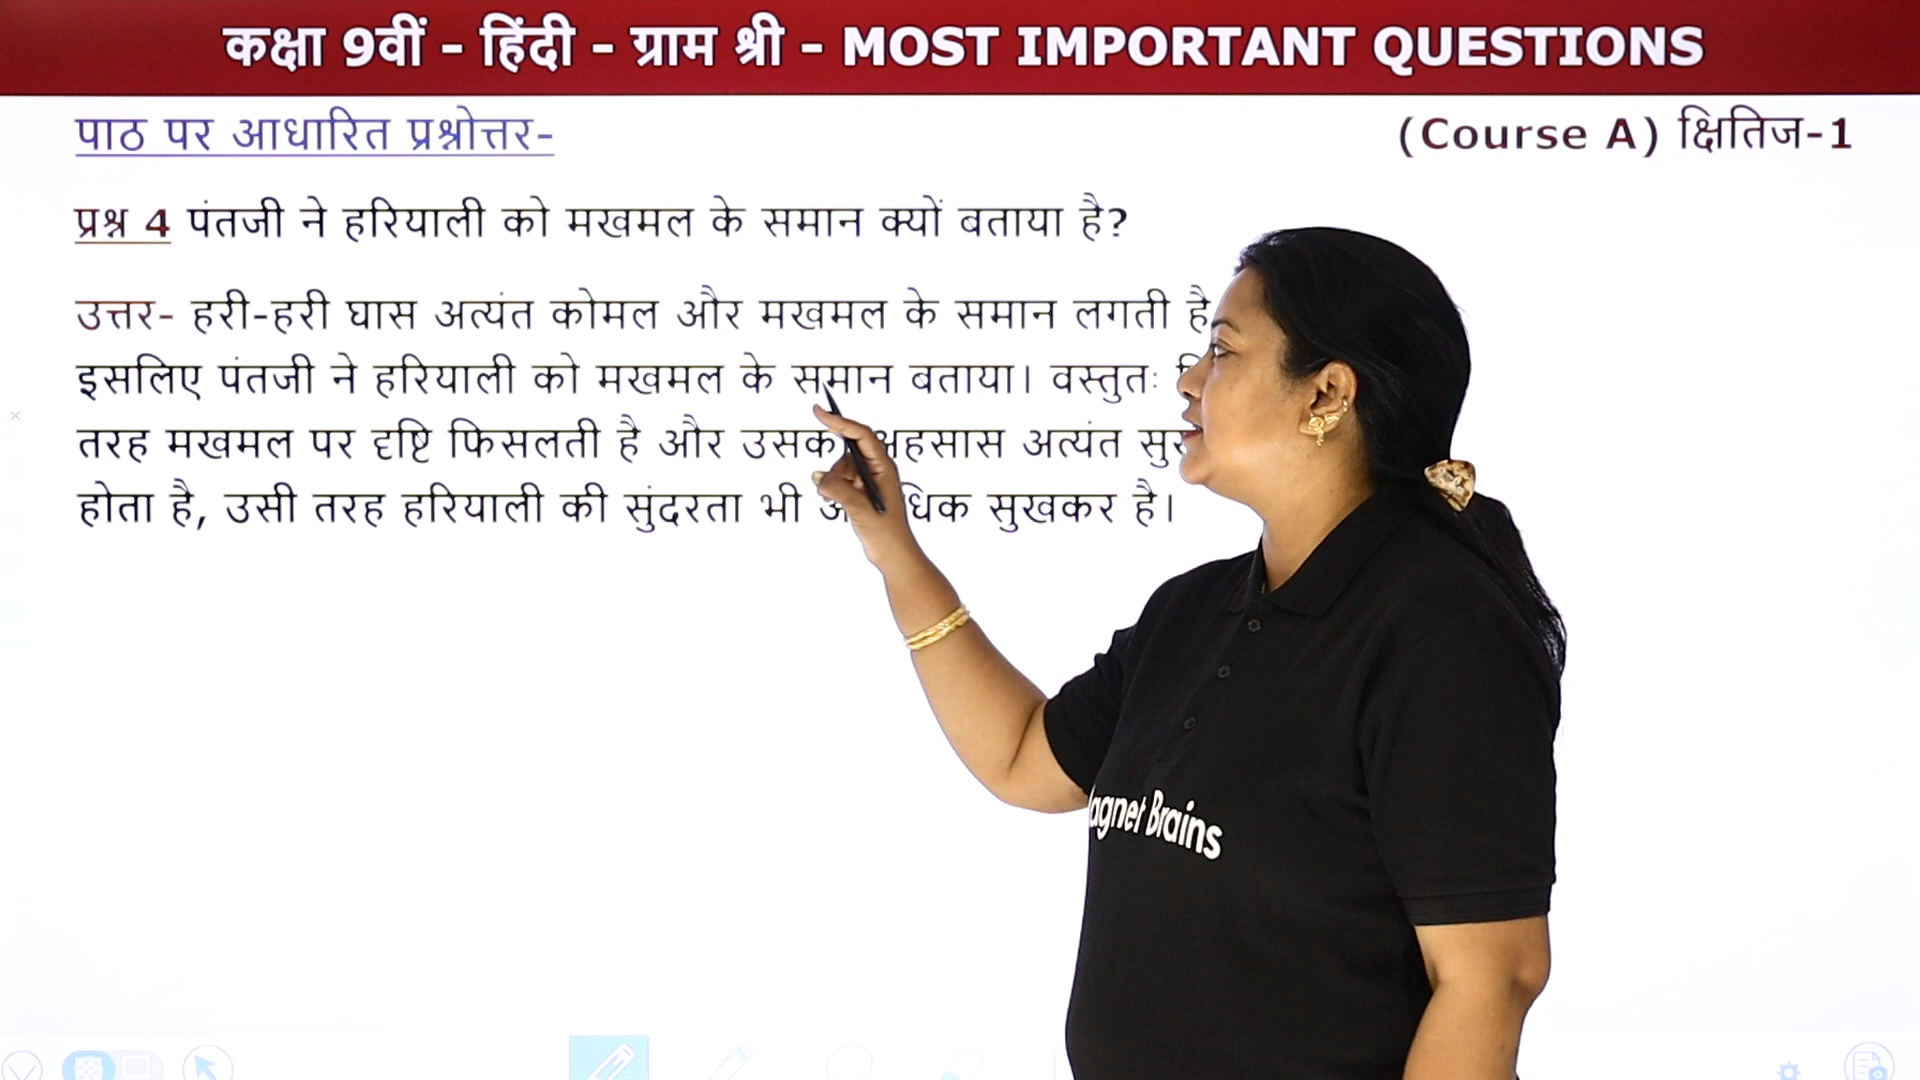 कक्षा 9वीं - हिंदी - ग्राम श्री - MOST IMPORTANT QUESTIONS
पाठ पर आधारित प्रश्नोत्तर-
(Course A) क्षितिज-1
प्रश्न 4 पंतजी ने हरियाली को मखमल के समान क्यों बताया है?
उत्तर- हरी-हरी घास अत्यंत कोमल और मखमल के समान लगती है
इसलिए पंतजी ने हरियाली को मखमल के समान बताया। वस्तुतः
तरह मखमल पर दृष्टि फिसलती है और अहसास अत्यंत
होता है, उसी तरह हरियाली की सुंदरता भी सुखकर है।
agnet Brains